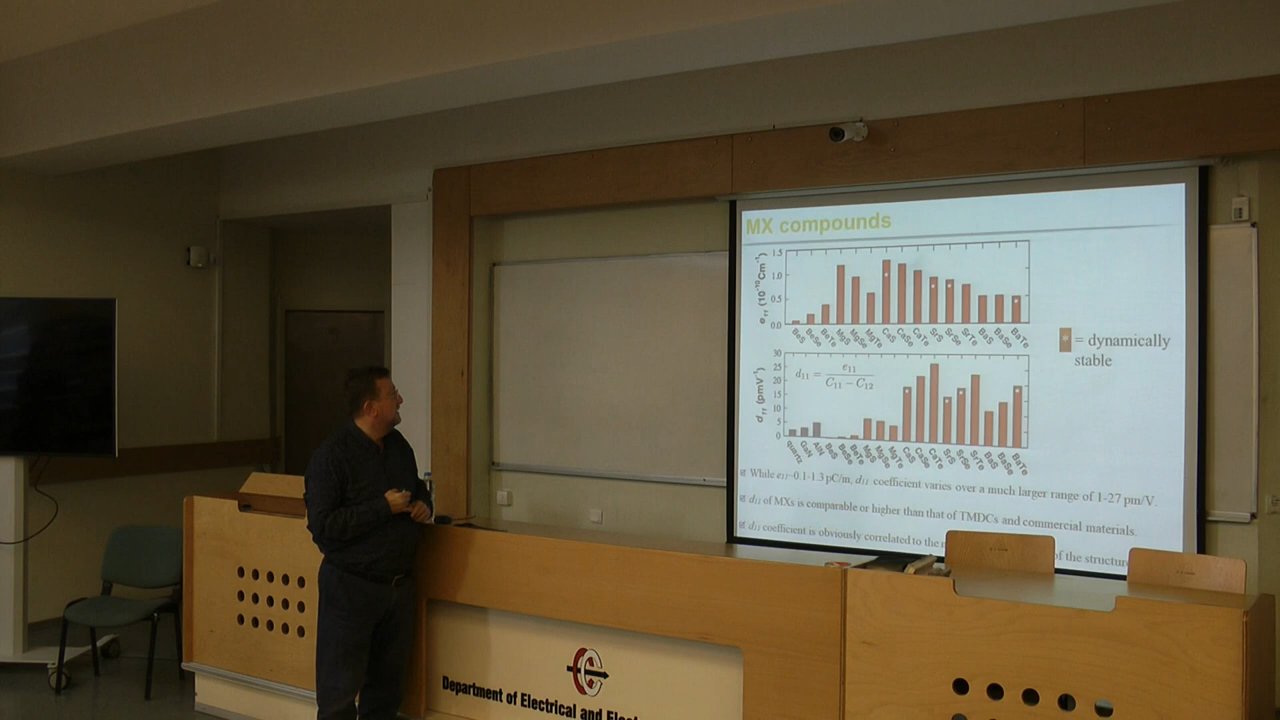 MX compounds
e11 (10⁻¹⁰Cm⁻¹)
1.5
1.0
0.5
0.0
BeS BeSe BeTe MgS MgSe MgTe CaS CaSe CaTe SrS SrSe SrTe BaS BaSe BaTe
= dynamically
stable
d11 (pmV⁻¹)
30
25
20
15
10
5
0
d11 = e11 / C11 − C12
quartz GaN AlN BeS BeSe BeTe MgS MgSe MgTe CaS CaSe CaTe SrS SrSe SrTe BaS BaSe BaTe
While e11~0.1-1.3 pC/m, d11 coefficient varies over a much larger range of 1-27 pm/V.
d11 of MXs is comparable or higher than that of TMDCs and commercial materials.
d11 coefficient is obviously correlated to the of the structure
Department of Electrical and Elect